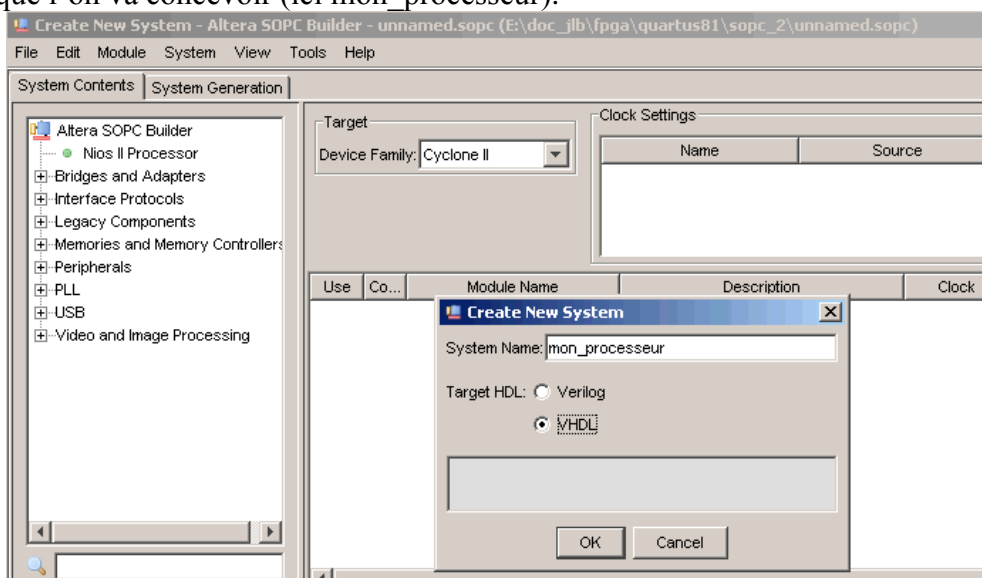 que l'on va concevoir (ici mon_processeur).
Create New System - Altera SOPC Builder - unnamed.sopc (E:\doc_jlb\fpga\quartus81\sopc_2\unnamed.sopc)
File Edit Module System View Tools Help
System Contents System Generation
Altera SOPC Builder
Nios II Processor
Bridges and Adapters
Interface Protocols
Legacy Components
Memories and Memory Controllers
Peripherals
PLL
USB
Video and Image Processing
Target
Device Family: Cyclone II
Clock Settings
Name Source
Use Co... Module Name Description Clock
Create New System
System Name: mon_processeur
Target HDL: Verilog
VHDL
OK Cancel